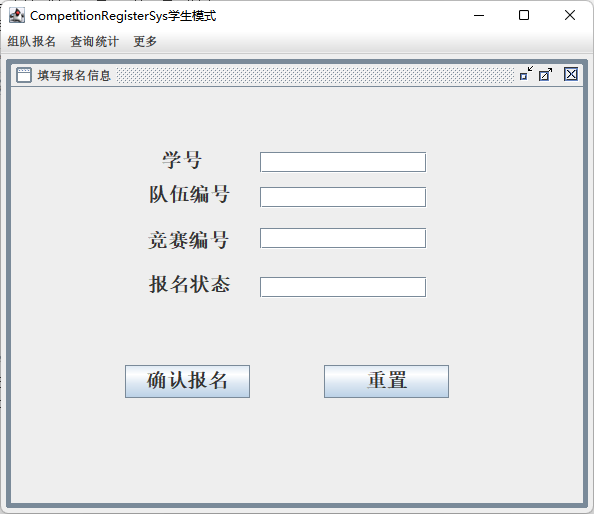 CompetitionRegisterSys学生模式
组队报名 查询统计 更多
填写报名信息
学号
队伍编号
竞赛编号
报名状态
确认报名 重置